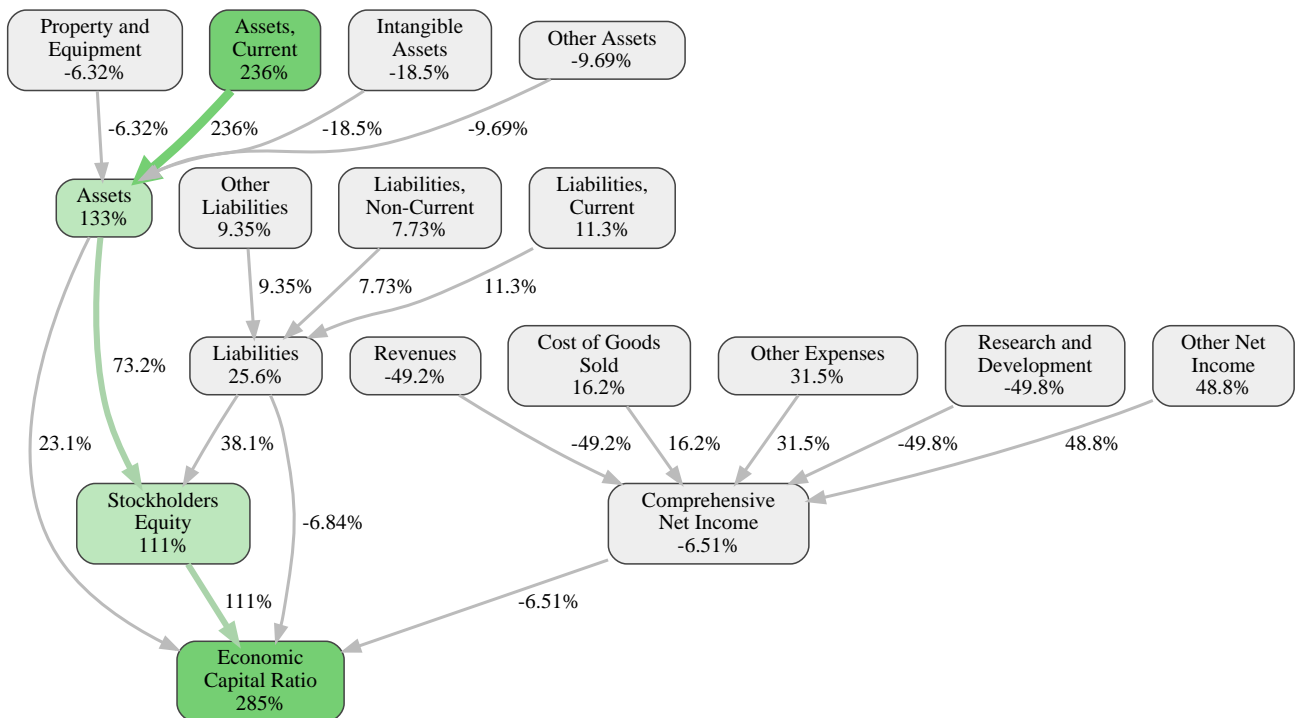 Property and
Equipment
-6.32%
Assets,
Current
236%
Intangible
Assets
-18.5%
Other Assets
-9.69%
-6.32%
236%
-18.5%
-9.69%
Assets
133%
Other
Liabilities
9.35%
Liabilities,
Non-Current
7.73%
Liabilities,
Current
11.3%
9.35%
7.73%
11.3%
73.2%
Liabilities
25.6%
Revenues
-49.2%
Cost of Goods
Sold
16.2%
Other Expenses
31.5%
Research and
Development
-49.8%
Other Net
Income
48.8%
23.1%
38.1%
-49.2%
16.2%
31.5%
-49.8%
48.8%
Stockholders
Equity
111%
-6.84%
Comprehensive
Net Income
-6.51%
111%
-6.51%
Economic
Capital Ratio
285%